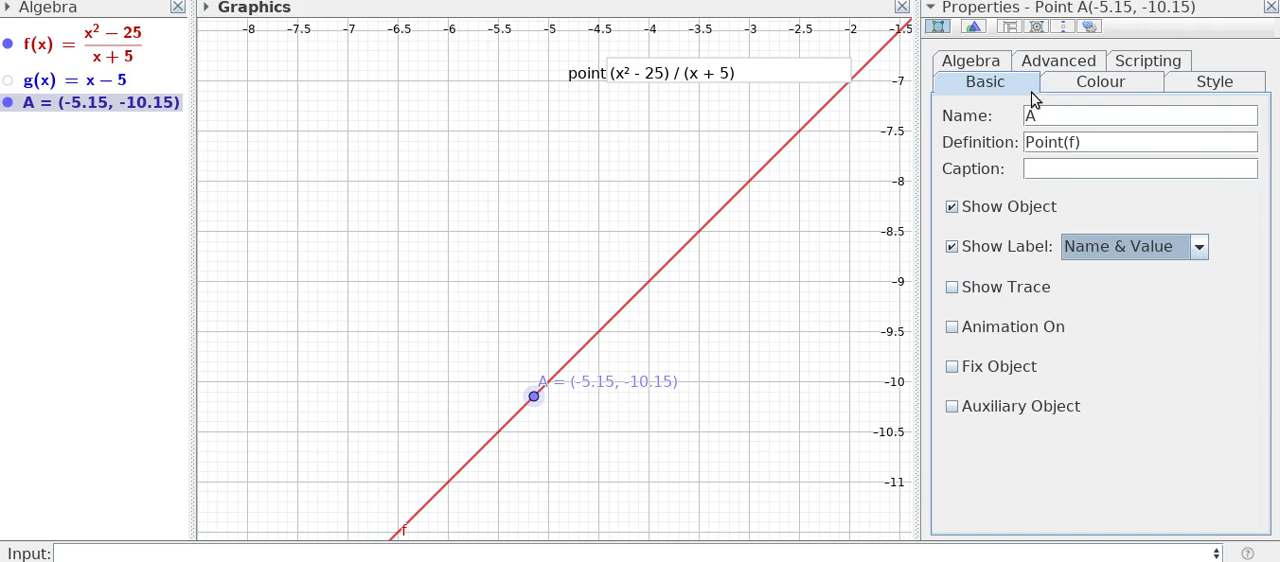 Algebra
f(x) = x² − 25 / x + 5
g(x) = x − 5
A = (-5.15, -10.15)
Graphics
-8 -7.5 -7 -6.5 -6 -5.5 -5 -4.5 -4 -3.5 -3 -2.5 -2 -1.5
point (x² - 25) / (x + 5)
-7
-7.5
-8
-8.5
-9
-9.5
A = (-5.15, -10.15)
-10
-10.5
-11
f
Properties - Point A(-5.15, -10.15)
Algebra Advanced Scripting
Basic Colour Style
Name: A
Definition: Point(f)
Caption:
Show Object
Show Label: Name & Value
Show Trace
Animation On
Fix Object
Auxiliary Object
Input: